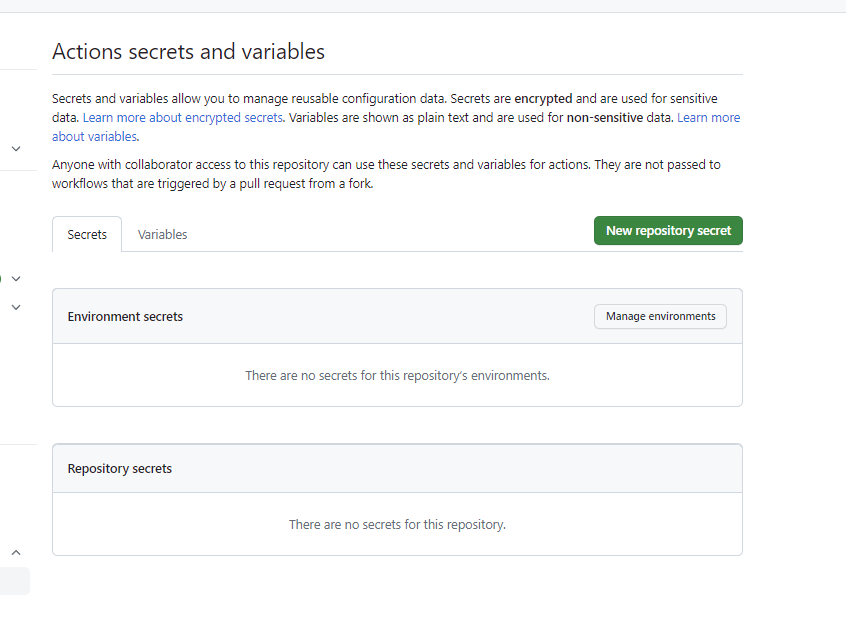 Actions secrets and variables
Secrets and variables allow you to manage reusable configuration data. Secrets are encrypted and are used for sensitive
data. Learn more about encrypted secrets. Variables are shown as plain text and are used for non-sensitive data. Learn more
about variables.
Anyone with collaborator access to this repository can use these secrets and variables for actions. They are not passed to
workflows that are triggered by a pull request from a fork.
Secrets
Variables
New repository secret
Environment secrets
Manage environments
There are no secrets for this repository's environments.
Repository secrets
There are no secrets for this repository.